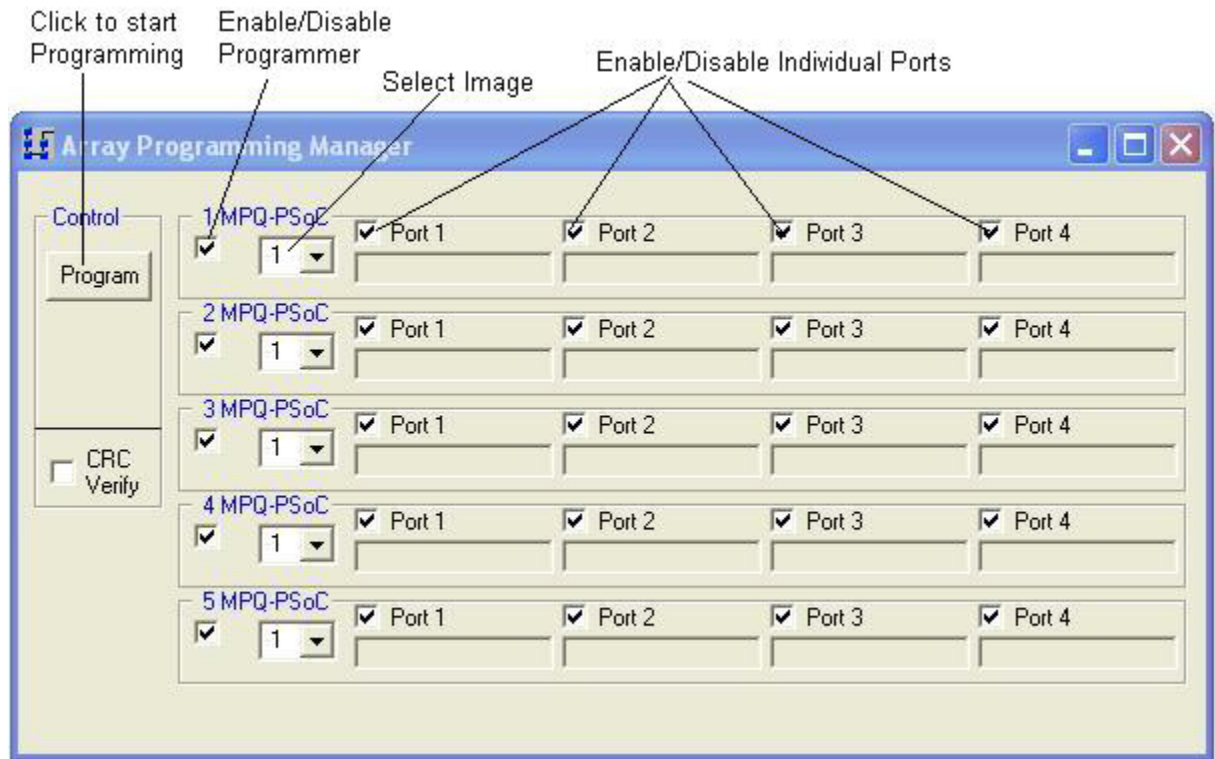 Click to start
Programming
Enable/Disable
Programmer
Select Image
Enable/Disable Individual Ports
Array Programming Manager
Control
Program
CRC
Verify
1 MPQ-PSoC
1
Port 1 Port 2 Port 3 Port 4
2 MPQ-PSoC
1
Port 1 Port 2 Port 3 Port 4
3 MPQ-PSoC
1
Port 1 Port 2 Port 3 Port 4
4 MPQ-PSoC
1
Port 1 Port 2 Port 3 Port 4
5 MPQ-PSoC
1
Port 1 Port 2 Port 3 Port 4